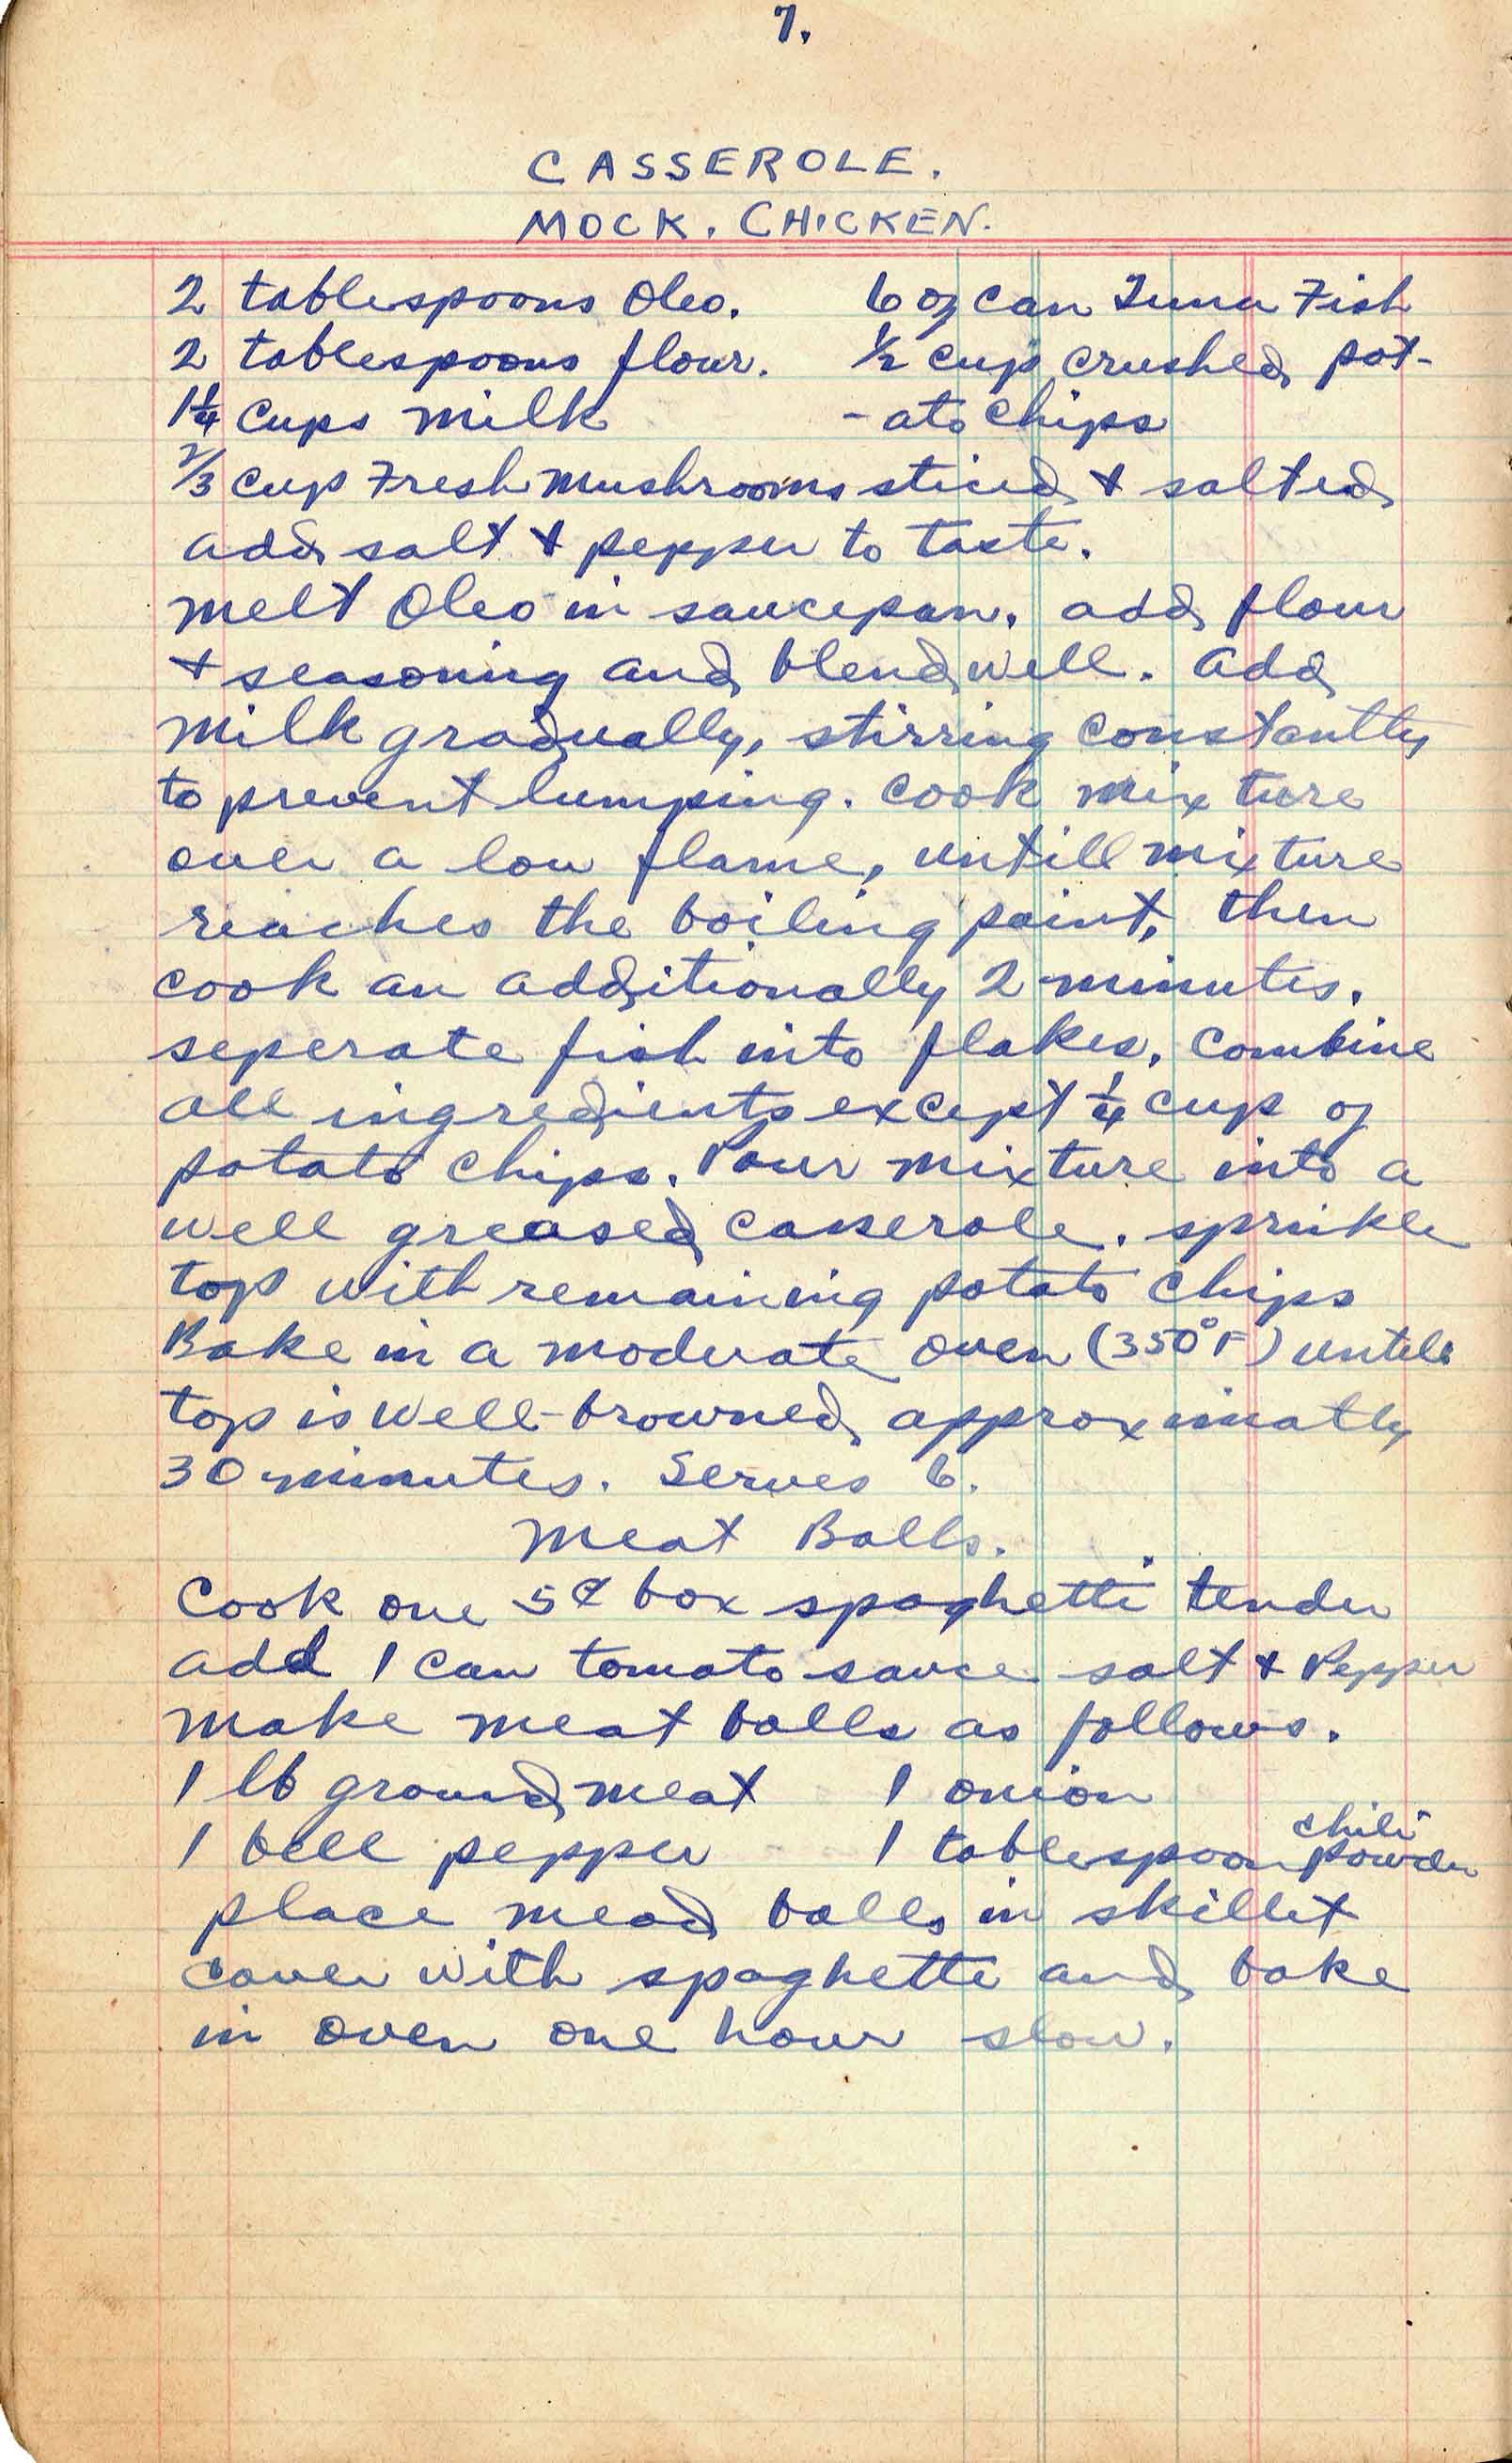 7.
CASSEROLE.
MOCK. CHICKEN.
2 tablespoons Oleo. 6 oz can Tuna Fish
2 tablespoons flour. 1/2 cup crushed pot-
1 1/4 cups milk -ato chips
2/3 cup Fresh mushrooms sliced + salted
add salt + pepper to taste.
melt Oleo in saucepan. add flour
+ seasoning and blend well. add
milk gradually, stirring constantly
to prevent lumping. cook mixture
over a low flame, untill mixture
reaches the boiling point, then
cook an additionally 2 minutes.
seperate fish into flakes. Combine
all ingredients except 1/4 cup of
potato chips. Pour mixture into a
well greased casserole. sprinkle
top with remaining potato chips
Bake in a moderate oven (350°F) until
top is well-browned, approximatly
30 minutes. Serves 6.
Meat Balls.
Cook one 5¢ box spaghetti tender
add 1 can tomato sauce salt + Pepper
make meat balls as follows.
1 lb ground meat 1 onion
1 bell pepper 1 tablespoon chili powder
place mead balls in skillet
cover with spaghetti and bake
in oven one hour slow.